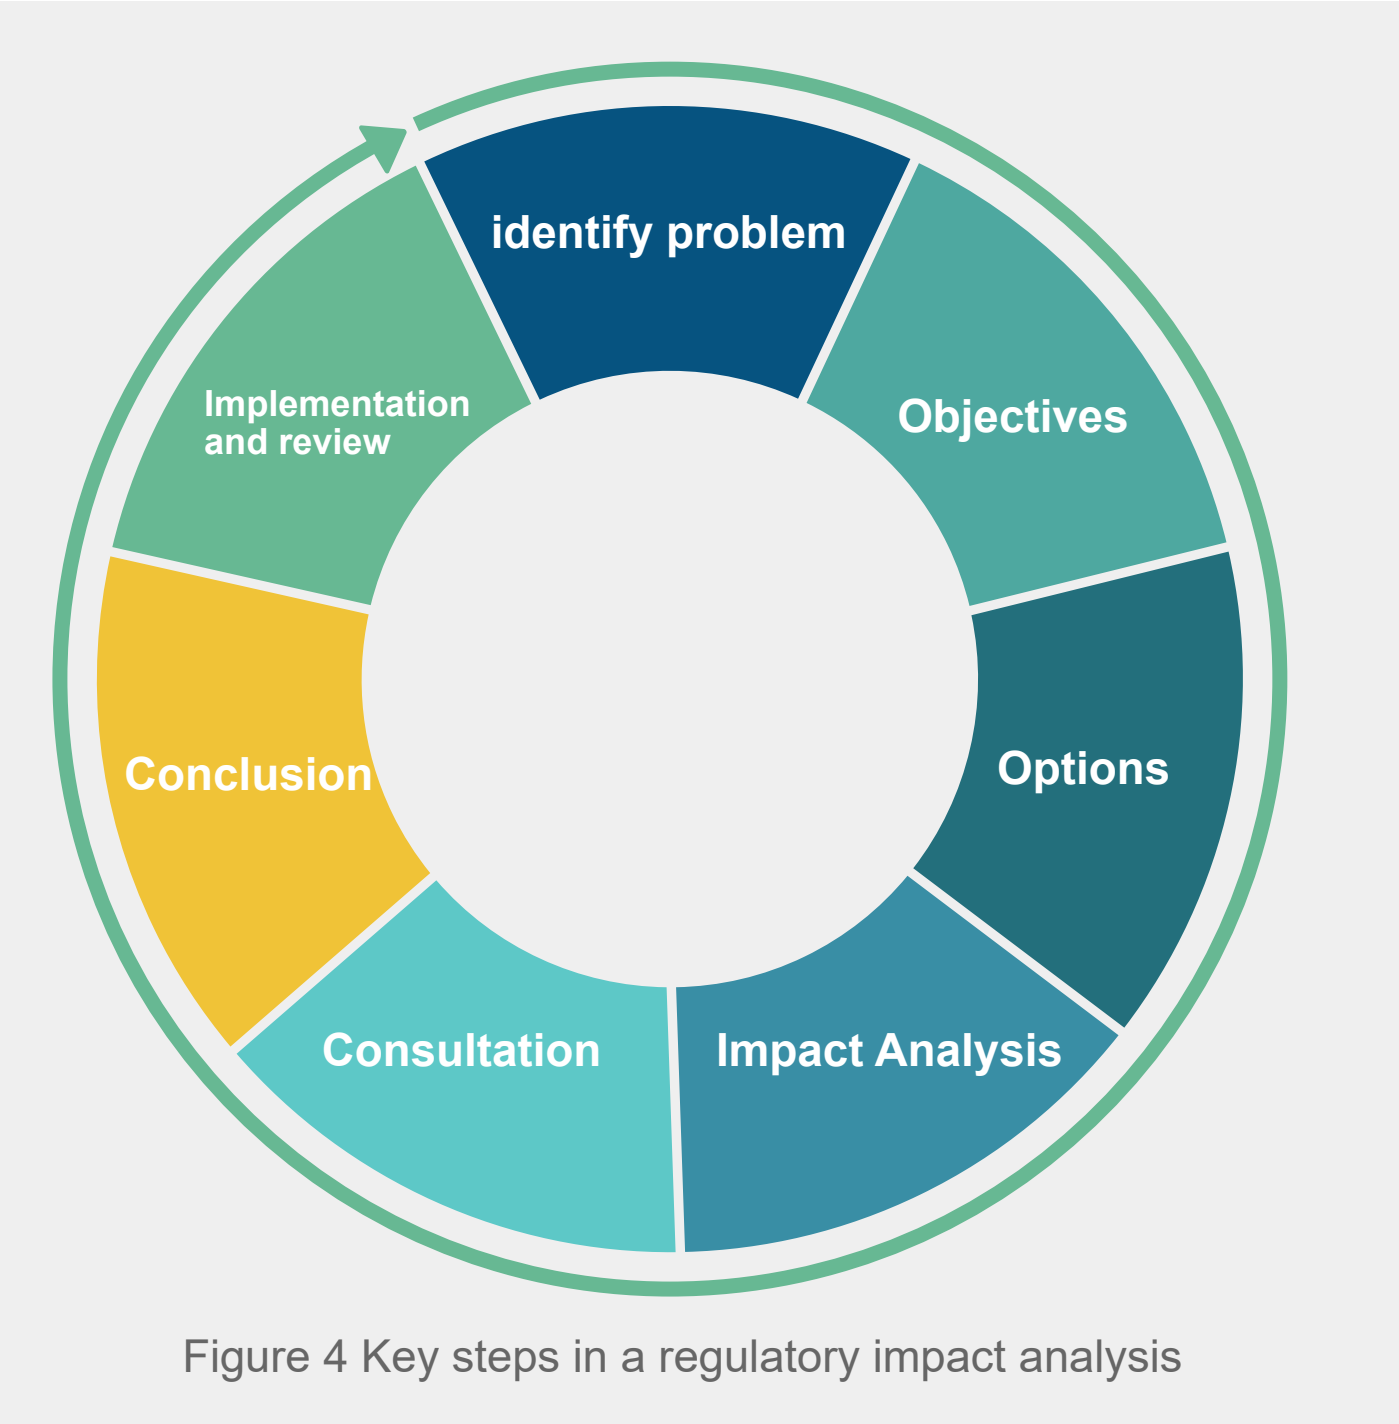 identify problem
Objectives
Options
Impact Analysis
Consultation
Conclusion
Implementation
and review
Figure 4 Key steps in a regulatory impact analysis